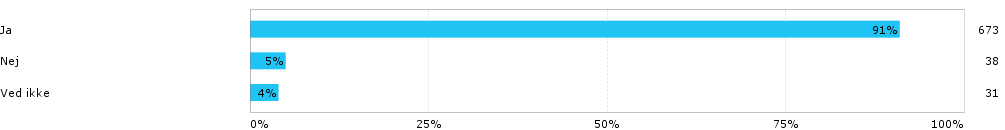 Ja 91% 673
Nej 5% 38
Ved ikke 4% 31
0% 25% 50% 75% 100%